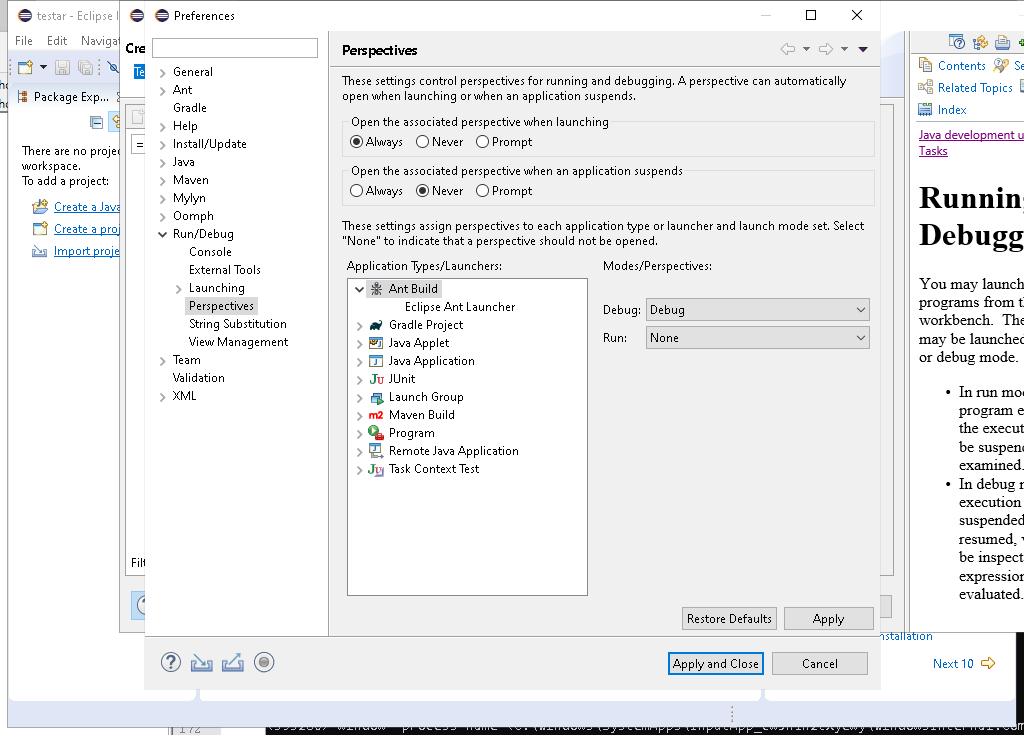 testar - Eclipse I
File Edit Navigat
Package Exp...
There are no projec
workspace.
To add a project:
Create a Java
Create a proj
Import proje
Cre
Te
=
Filt
Preferences
General
Ant
Gradle
Help
Install/Update
Java
Maven
Mylyn
Oomph
Run/Debug
Console
External Tools
Launching
Perspectives
String Substitution
View Management
Team
Validation
XML
Perspectives
These settings control perspectives for running and debugging. A perspective can automatically
open when launching or when an application suspends.
Open the associated perspective when launching
Always Never Prompt
Open the associated perspective when an application suspends
Always Never Prompt
These settings assign perspectives to each application type or launcher and launch mode set. Select
"None" to indicate that a perspective should not be opened.
Application Types/Launchers:
Ant Build
Eclipse Ant Launcher
Gradle Project
Java Applet
Java Application
JUnit
Launch Group
Maven Build
Program
Remote Java Application
Task Context Test
Modes/Perspectives:
Debug: Debug
Run: None
Restore Defaults Apply
Apply and Close Cancel
Contents Se
Related Topics
Index
Java development u
Tasks
Running
Debugg
You may launch
programs from th
workbench. The
may be launched
or debug mode.
• In run mod
program e
the execut
be suspend
examined.
• In debug m
execution
suspended
resumed, v
be inspect
expression
evaluated.
nstallation
Next 10
172